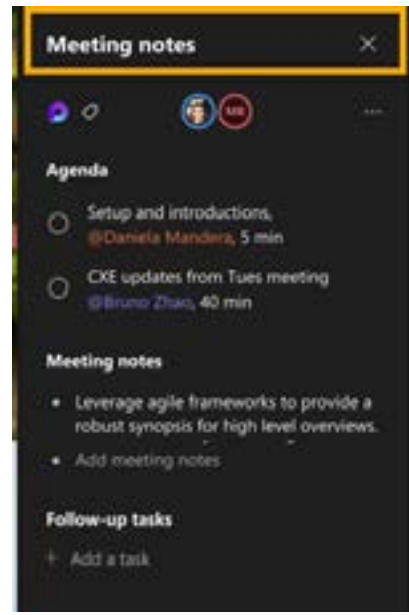 Meeting notes
Agenda
Setup and introductions,
@Daniela Mandera, 5 min
CXE updates from Tues meeting
@Bruno Zhao, 40 min
Meeting notes
Leverage agile frameworks to provide a
robust synopsis for high level overviews.
Add meeting notes
Follow-up tasks
+ Add a task